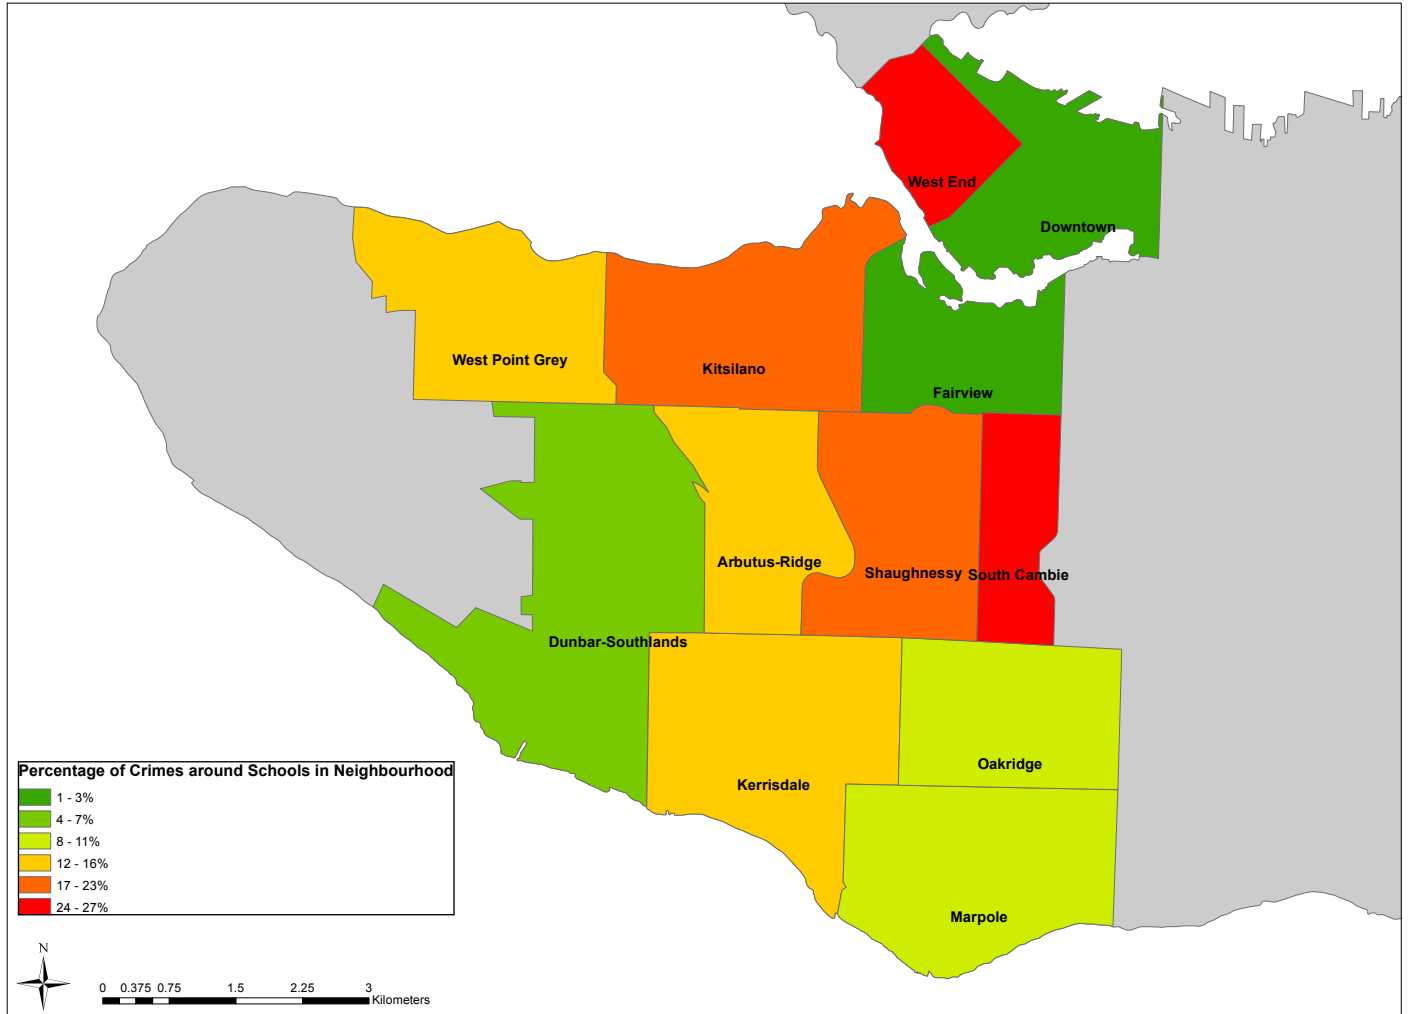 West End
Downtown
West Point Grey
Kitsilano
Fairview
Arbutus-Ridge
Shaughnessy
South Cambie
Dunbar-Southlands
Oakridge
Kerrisdale
Marpole
Percentage of Crimes around Schools in Neighbourhood
1 - 3%
4 - 7%
8 - 11%
12 - 16%
17 - 23%
24 - 27%
N
0 0.375 0.75 1.5 2.25 3
Kilometers